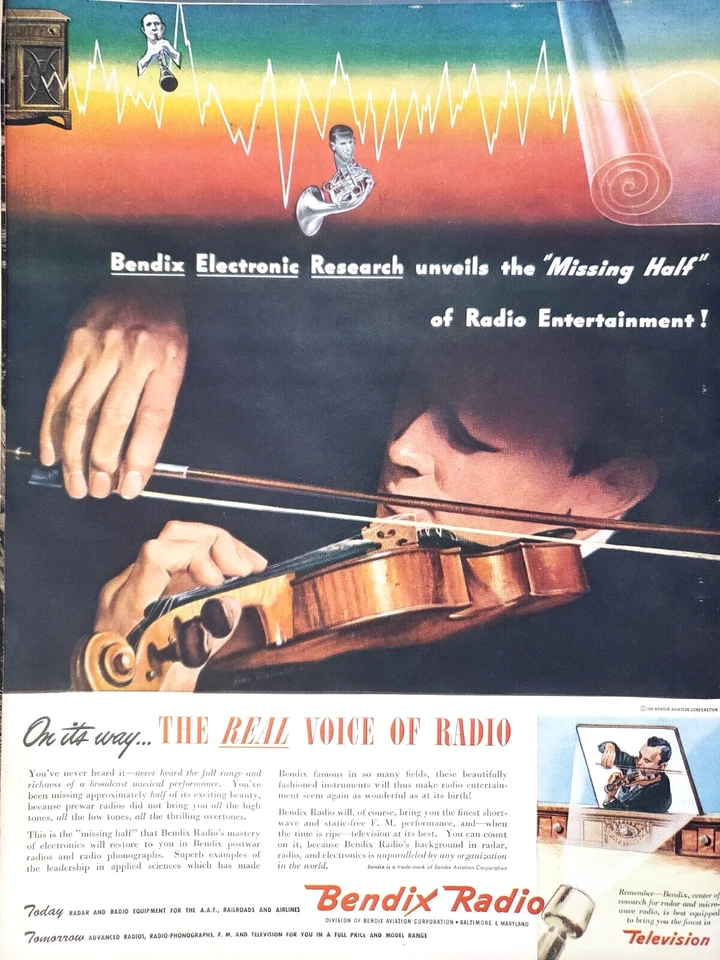 Bendix Electronic Research unveils the "Missing Half"
of Radio Entertainment!
On its way... THE REAL VOICE OF RADIO
You've never heard it—never heard the full range and
richness of a broadcast musical performance. You've
been missing approximately half of its exciting beauty,
because prewar radios did not bring you all the high
tones, all the low tones, all the thrilling overtones.
This is the "missing half" that Bendix Radio's mastery
of electronics will restore to you in Bendix postwar
radios and radio phonographs. Superb examples of
the leadership in applied sciences which has made
Bendix famous in so many fields, these beautifully
fashioned instruments will thus make radio entertain-
ment seem again as wonderful as at its birth!
Bendix Radio will, of course, bring you the finest short-
wave and static-free F. M. performance, and—when
the time is ripe—television at its best. You can count
on it, because Bendix Radio's background in radar,
radio, and electronics is unparalleled by any organization
in the world.
Bendix is a trade-mark of Bendix Aviation Corporation
Today RADAR AND RADIO EQUIPMENT FOR THE A.A.F., RAILROADS AND AIRLINES
Tomorrow ADVANCED RADIOS, RADIO-PHONOGRAPHS, F. M. AND TELEVISION FOR YOU IN A FULL PRICE AND MODEL RANGE
Bendix Radio
DIVISION OF BENDIX AVIATION CORPORATION • BALTIMORE 4, MARYLAND
BENDIX AVIATION CORPORATION
Remember—Bendix, center of
research for radar and micro-
wave radio, is best equipped
to bring you the finest in
Television